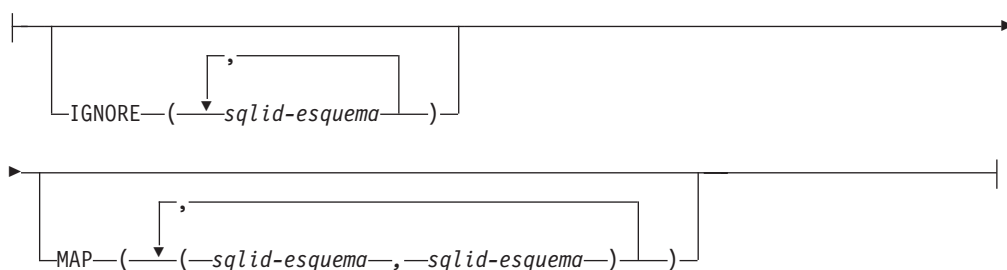 ,
IGNORE ( sqlid-esquema )
,
MAP ( ( sqlid-esquema , sqlid-esquema ) )